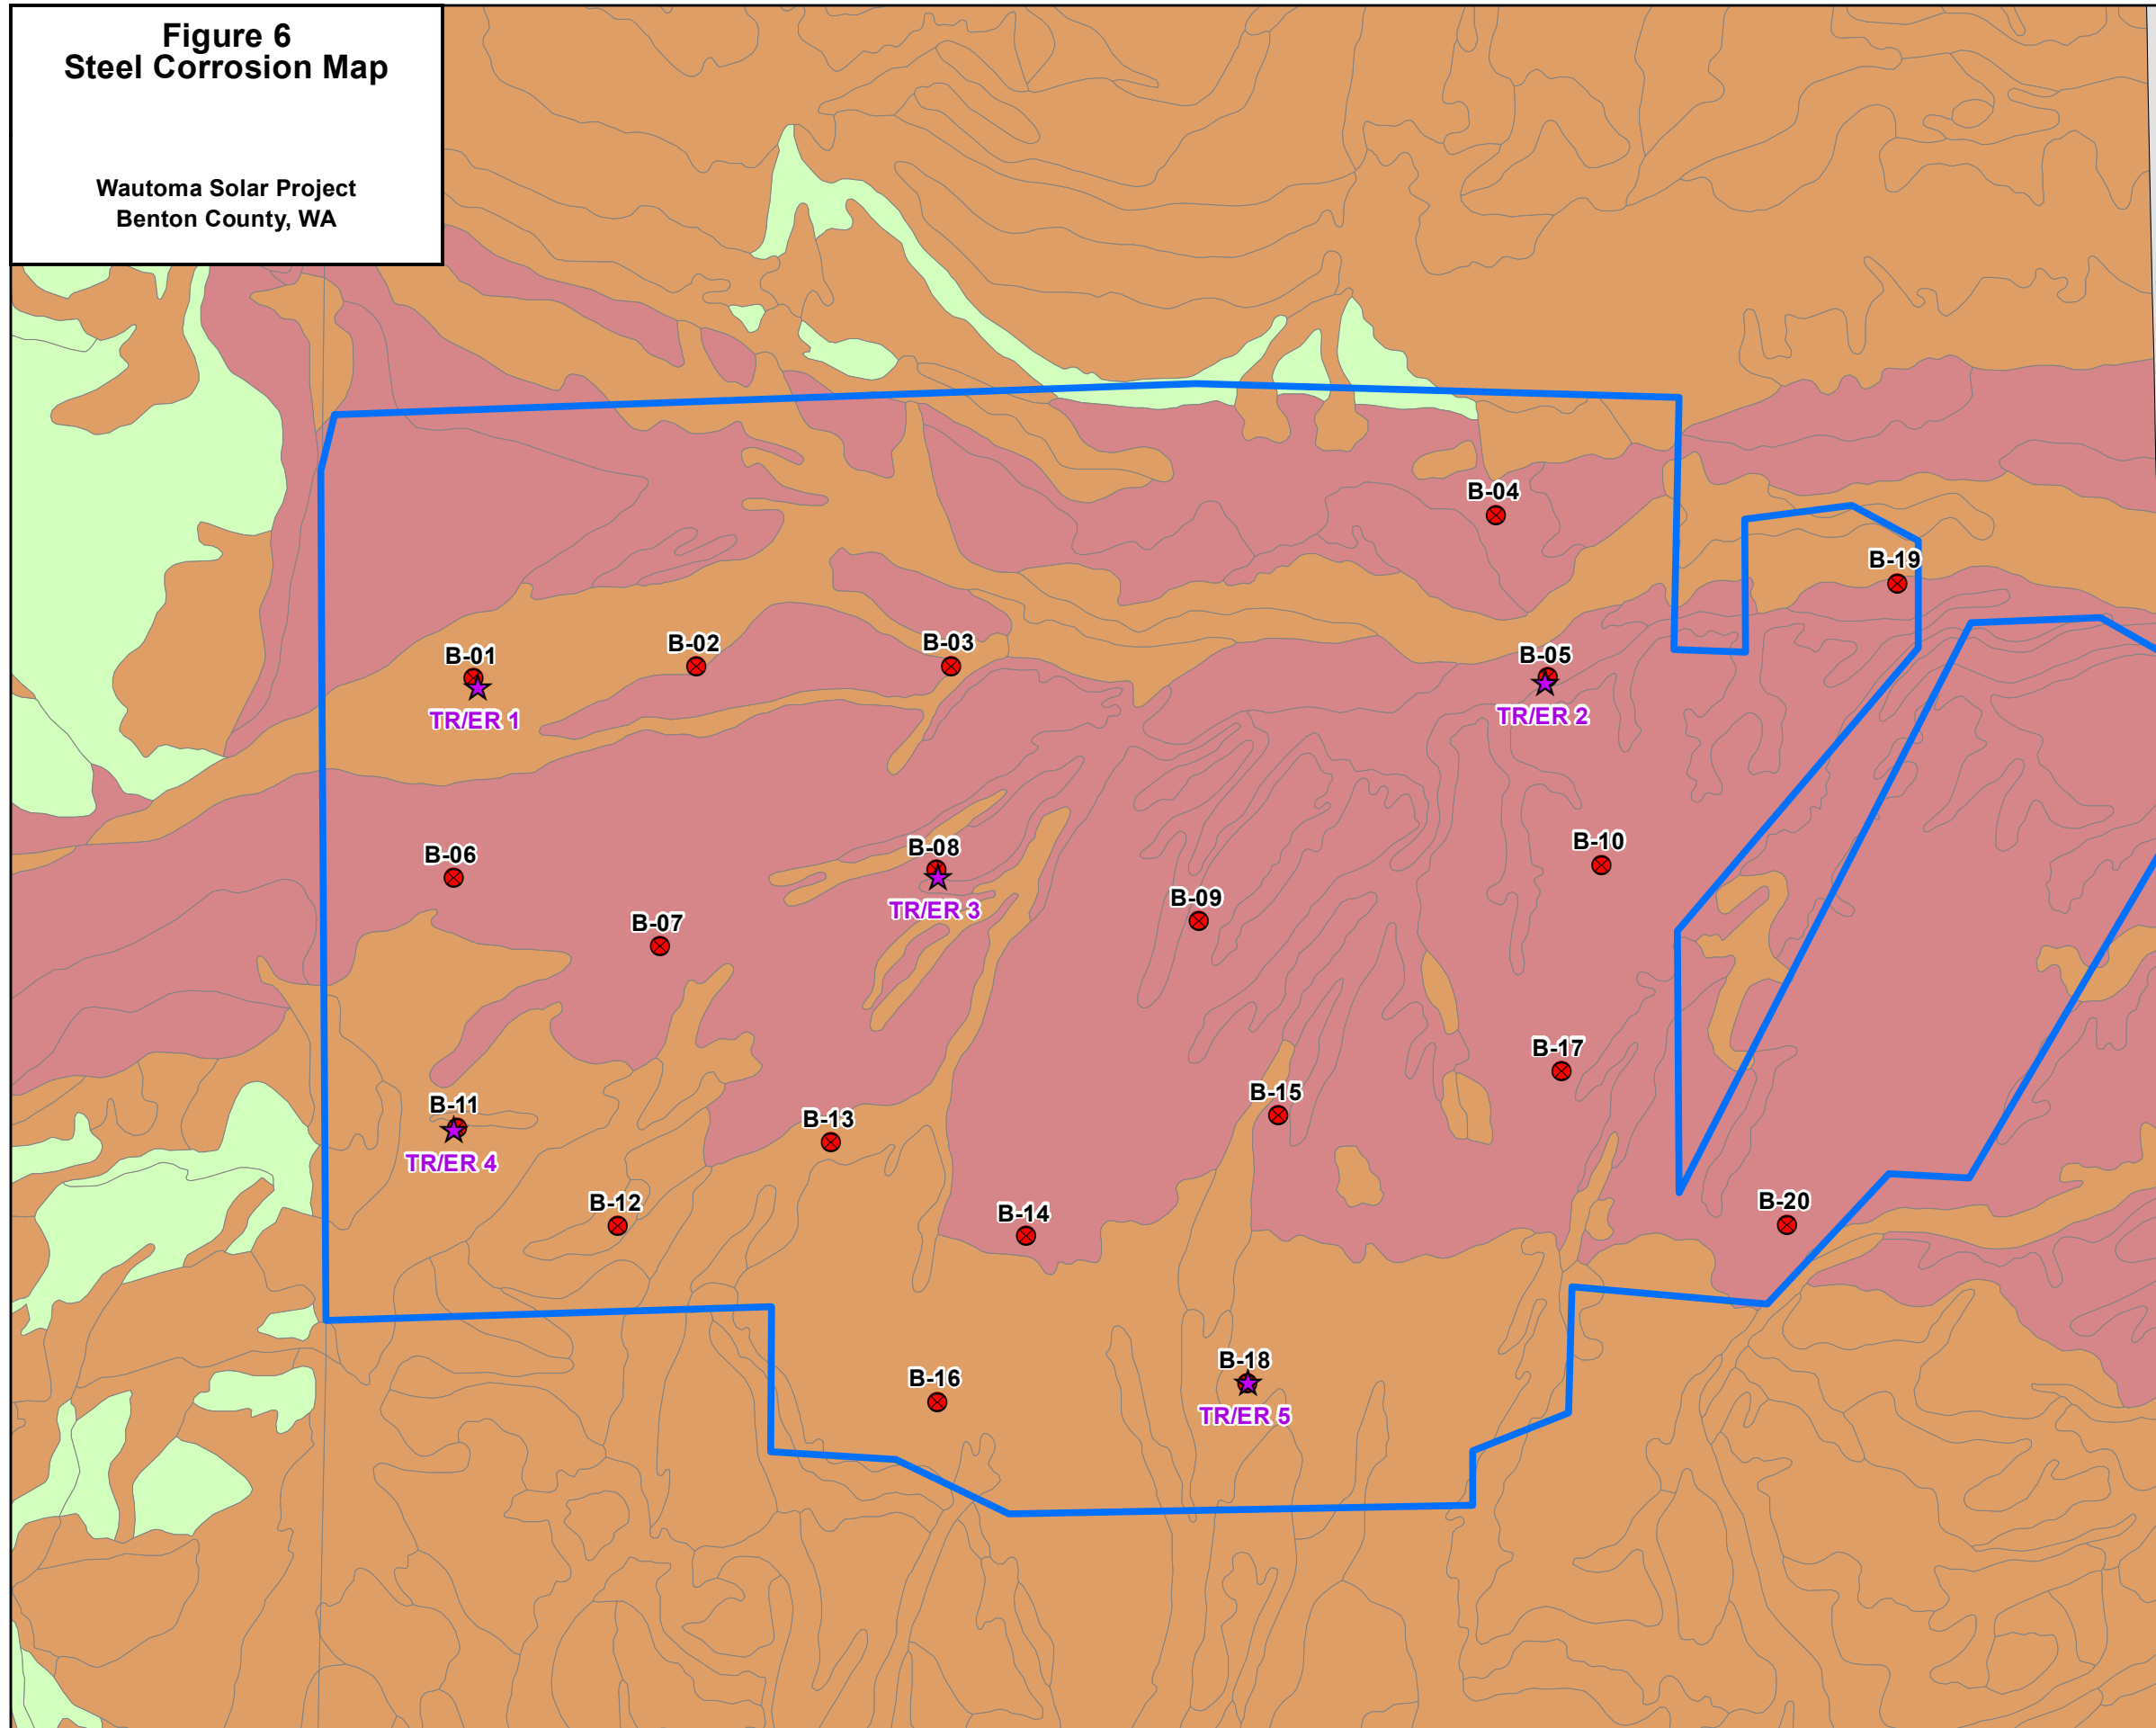 Figure 6
Steel Corrosion Map
Wautoma Solar Project
Benton County, WA
B-04
B-19
B-01
B-02
B-03
B-05
TR/ER 1
TR/ER 2
B-06
B-08
B-10
TR/ER 3
B-09
B-07
B-17
B-11
B-15
B-13
TR/ER 4
B-12
B-14
B-20
B-18
B-16
TR/ER 5